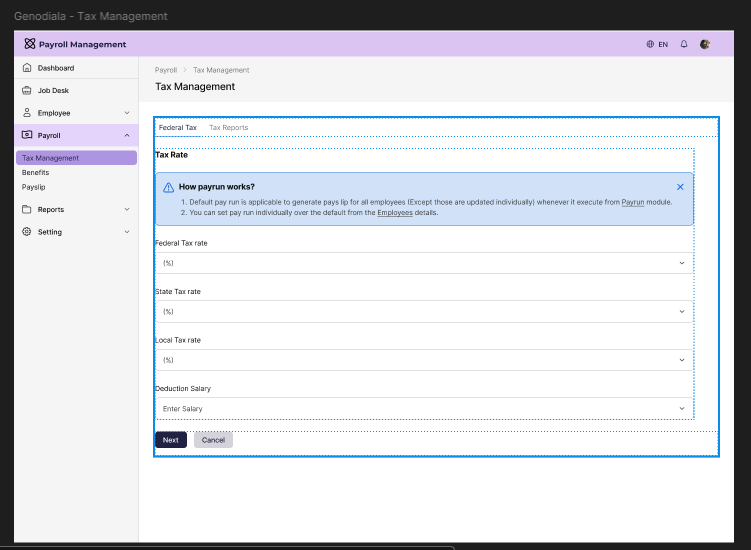 Genodiala - Tax Management
Payroll Management
EN
Dashboard
Job Desk
Employee
Payroll
Tax Management
Benefits
Payslip
Reports
Setting
Payroll > Tax Management
Tax Management
Federal Tax Tax Reports
Tax Rate
How payrun works?
1. Default pay run is applicable to generate pays lip for all employees (Except those are updated individually) whenever it execute from Payrun module.
2. You can set pay run individually over the default from the Employees details.
Federal Tax rate
(%)
State Tax rate
(%)
Local Tax rate
(%)
Deduction Salary
Enter Salary
Next Cancel